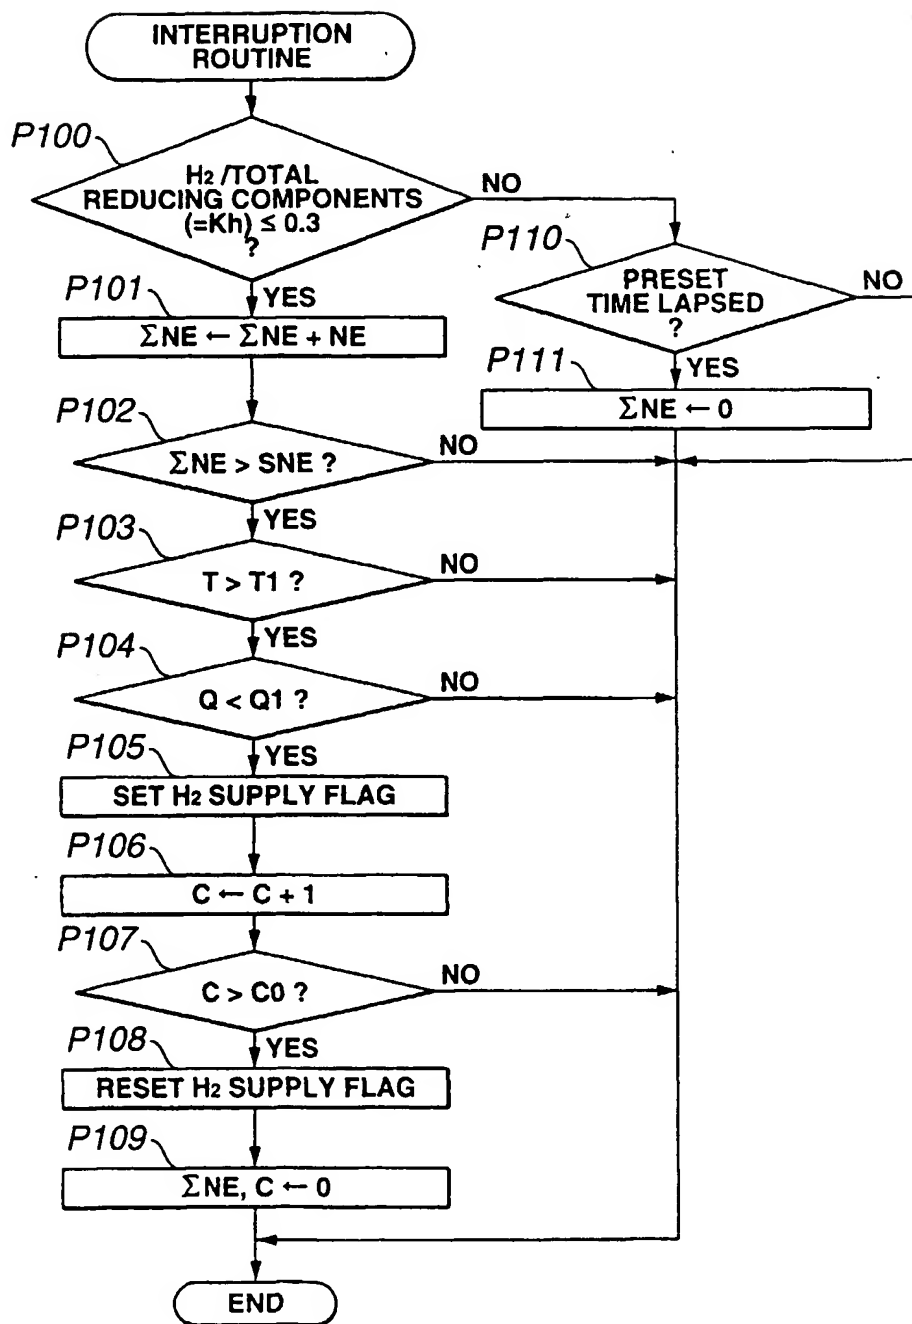 INTERRUPTION
ROUTINE
P100
H2 /TOTAL
REDUCING COMPONENTS
(=Kh) ≤ 0.3
?
NO
YES
P110
PRESET
TIME LAPSED
?
NO
YES
P101
ΣNE ← ΣNE + NE
P111
ΣNE ← 0
P102
ΣNE > SNE ?
NO
YES
P103
T > T1 ?
NO
YES
P104
Q < Q1 ?
NO
YES
P105
SET H2 SUPPLY FLAG
P106
C ← C + 1
P107
C > C0 ?
NO
YES
P108
RESET H2 SUPPLY FLAG
P109
ΣNE, C ← 0
END